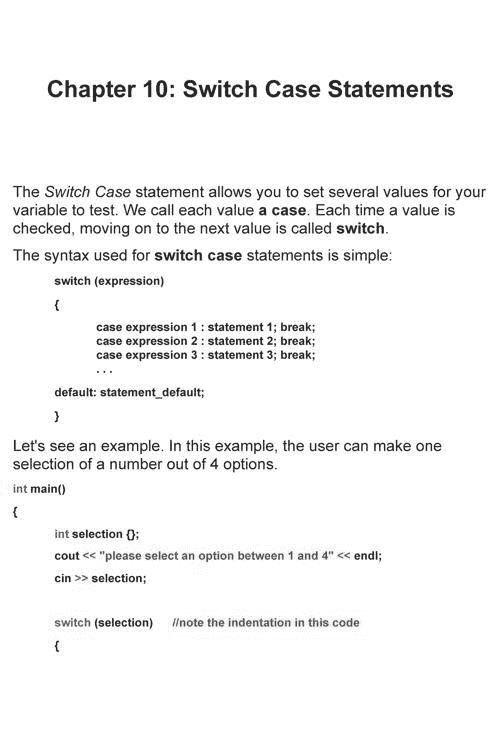 Chapter 10: Switch Case Statements
The Switch Case statement allows you to set several values for your
variable to test. We call each value a case. Each time a value is
checked, moving on to the next value is called switch.
The syntax used for switch case statements is simple:
switch (expression)
{
case expression 1 : statement 1; break;
case expression 2 : statement 2; break;
case expression 3 : statement 3; break;
. . .
default: statement_default;
}
Let's see an example. In this example, the user can make one
selection of a number out of 4 options.
int main()
{
int selection {};
cout << "please select an option between 1 and 4" << endl;
cin >> selection;
switch (selection) //note the indentation in this code
{